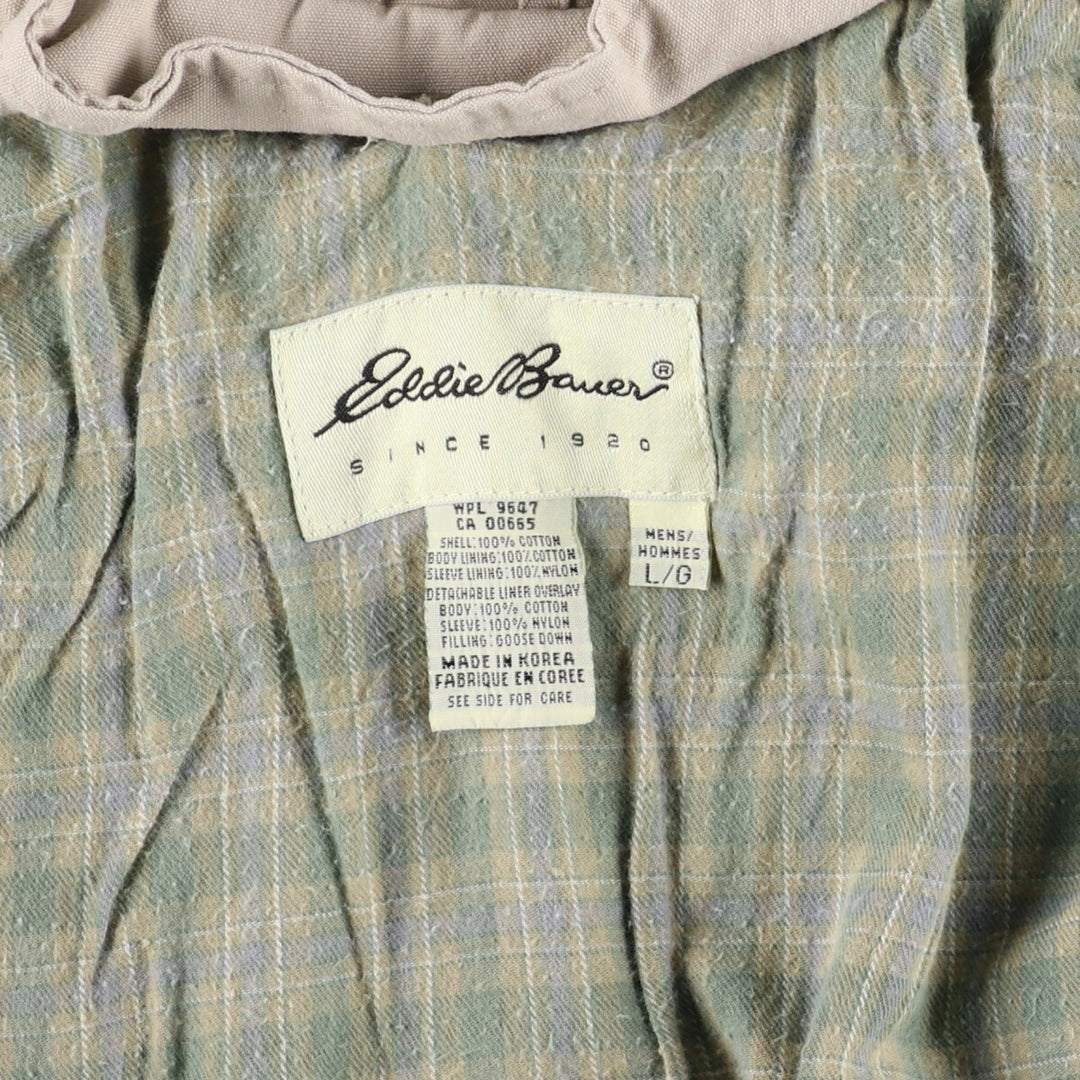 Eddie Bauer®
SINCE 1920
WPL 9647
CA 00665
SHELL:100% COTTON
BODY LINING:100% COTTON
SLEEVE LINING:100% NYLON
DETACHABLE LINER OVERLAY
BODY:100% COTTON
SLEEVE:100% NYLON
FILLING:GOOSE DOWN
MADE IN KOREA
FABRIQUE EN COREE
SEE SIDE FOR CARE
MENS/
HOMMES
L/G